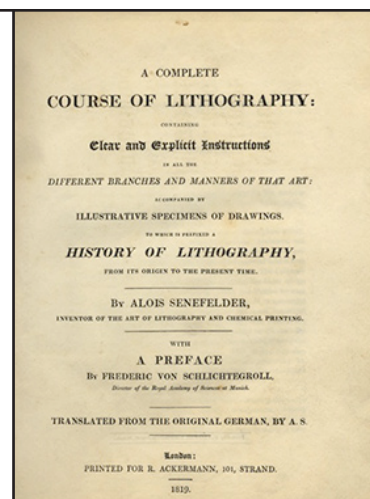 A COMPLETE
COURSE OF LITHOGRAPHY:
CONTAINING
Clear and Explicit Instructions
IN ALL THE
DIFFERENT BRANCHES AND MANNERS OF THAT ART:
ACCOMPANIED BY
ILLUSTRATIVE SPECIMENS OF DRAWINGS.
TO WHICH IS PREFIXED A
HISTORY OF LITHOGRAPHY,
FROM ITS ORIGIN TO THE PRESENT TIME.
BY ALOIS SENEFELDER,
INVENTOR OF THE ART OF LITHOGRAPHY AND CHEMICAL PRINTING.
WITH
A PREFACE
BY FREDERIC VON SCHLICHTEGROLL,
Director of the Royal Academy of Sciences at Munich.
TRANSLATED FROM THE ORIGINAL GERMAN, BY A. S.
London:
PRINTED FOR R. ACKERMANN, 101, STRAND.
1819.